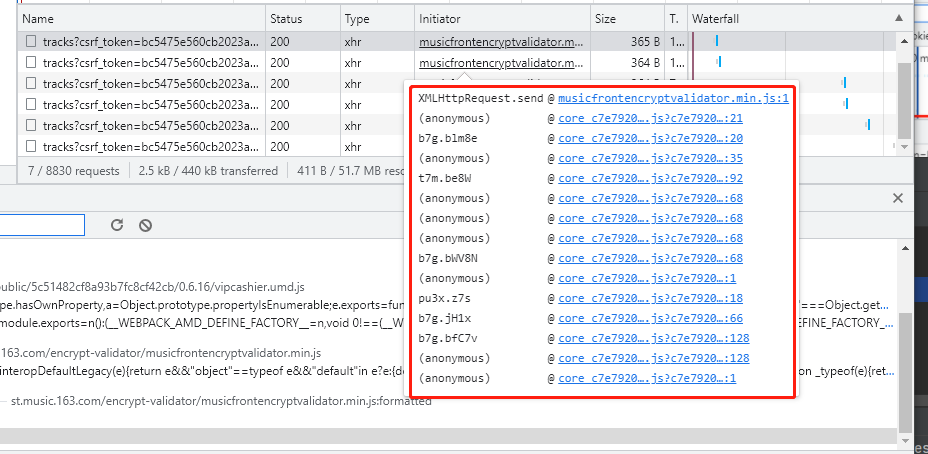 Name Status Type Initiator Size T. Waterfall
tracks?csrf_token=bc5475e560cb2023a... 200 xhr musicfrontencryptvalidator.m... 365 B 1...
tracks?csrf_token=bc5475e560cb2023a... 200 xhr musicfrontencryptvalidator.m... 364 B 1...
tracks?csrf_token=bc5475e560cb2023a... 200 xhr
tracks?csrf_token=bc5475e560cb2023a... 200 xhr
tracks?csrf_token=bc5475e560cb2023a... 200 xhr
tracks?csrf_token=bc5475e560cb2023a... 200 xhr
7 / 8830 requests 2.5 kB / 440 kB transferred 411 B / 51.7 MB resc
XMLHttpRequest.send @ musicfrontencryptvalidator.min.js:1
(anonymous) @ core_c7e7920….js?c7e7920…:21
b7g.blm8e @ core_c7e7920….js?c7e7920…:20
(anonymous) @ core_c7e7920….js?c7e7920…:35
t7m.be8W @ core_c7e7920….js?c7e7920…:92
(anonymous) @ core_c7e7920….js?c7e7920…:68
(anonymous) @ core_c7e7920….js?c7e7920…:68
(anonymous) @ core_c7e7920….js?c7e7920…:68
b7g.bWV8N @ core_c7e7920….js?c7e7920…:68
(anonymous) @ core_c7e7920….js?c7e7920…:1
pu3x.z7s @ core_c7e7920….js?c7e7920…:18
b7g.jH1x @ core_c7e7920….js?c7e7920…:66
b7g.bfC7v @ core_c7e7920….js?c7e7920…:128
(anonymous) @ core_c7e7920….js?c7e7920…:128
(anonymous) @ core_c7e7920….js?c7e7920…:1
public/5c51482cf8a93b7fc8cf42cb/0.6.16/vipcashier.umd.js
pe.hasOwnProperty,a=Object.prototype.propertyIsEnumerable;e.exports=func "===Object.get...
module.exports=n():(__WEBPACK_AMD_DEFINE_FACTORY__=n,void 0!==(__W DEFINE_FACTORY_...
163.com/encrypt-validator/musicfrontencryptvalidator.min.js
interopDefaultLegacy(e){return e&&"object"==typeof e&&"default"in e?e:{de on _typeof(e){ret...
st.music.163.com/encrypt-validator/musicfrontencryptvalidator.min.js:formatted